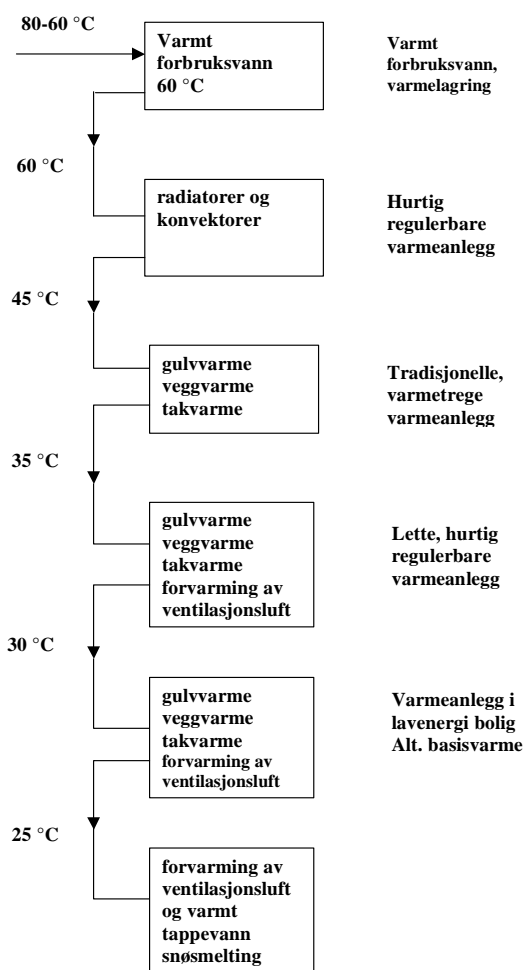 80-60 °C
Varmt
forbruksvann
60 °C
Varmt
forbruksvann,
varmelagring
60 °C
radiatorer og
konvektorer
Hurtig
regulerbare
varmeanlegg
45 °C
gulvvarme
veggvarme
takvarme
Tradisjonelle,
varmetrege
varmeanlegg
35 °C
gulvvarme
veggvarme
takvarme
forvarming av
ventilasjonsluft
Lette, hurtig
regulerbare
varmeanlegg
30 °C
gulvvarme
veggvarme
takvarme
forvarming av
ventilasjonsluft
Varmeanlegg i
lavenergi bolig
Alt. basisvarme
25 °C
forvarming av
ventilasjonsluft
og varmt
tappevann
snøsmelting